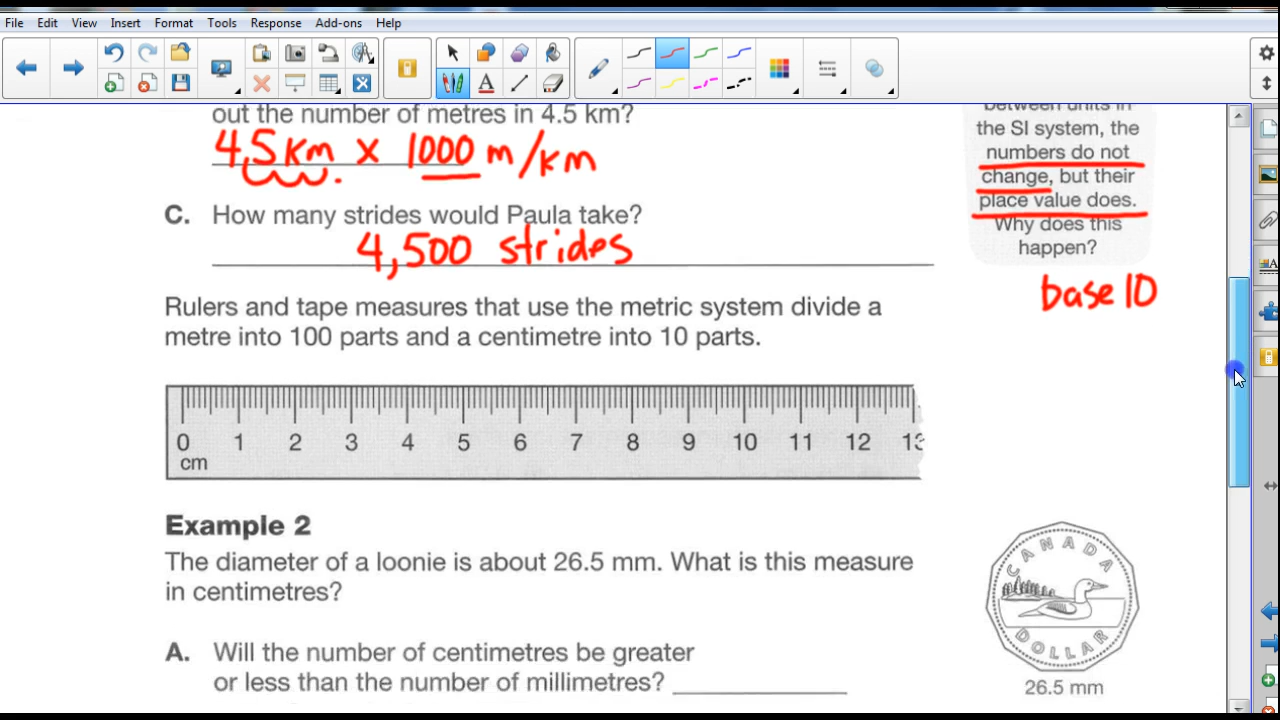 File Edit View Insert Format Tools Response Add-ons Help
out the number of metres in 4.5 km?
4.5 km x 1000 m/km
C. How many strides would Paula take?
4,500 strides
between units in
the SI system, the
numbers do not
change, but their
place value does.
Why does this
happen?
base 10
Rulers and tape measures that use the metric system divide a
metre into 100 parts and a centimetre into 10 parts.
0 1 2 3 4 5 6 7 8 9 10 11 12 13
cm
Example 2
The diameter of a loonie is about 26.5 mm. What is this measure
in centimetres?
CANADA
DOLLAR
26.5 mm
A. Will the number of centimetres be greater
or less than the number of millimetres?